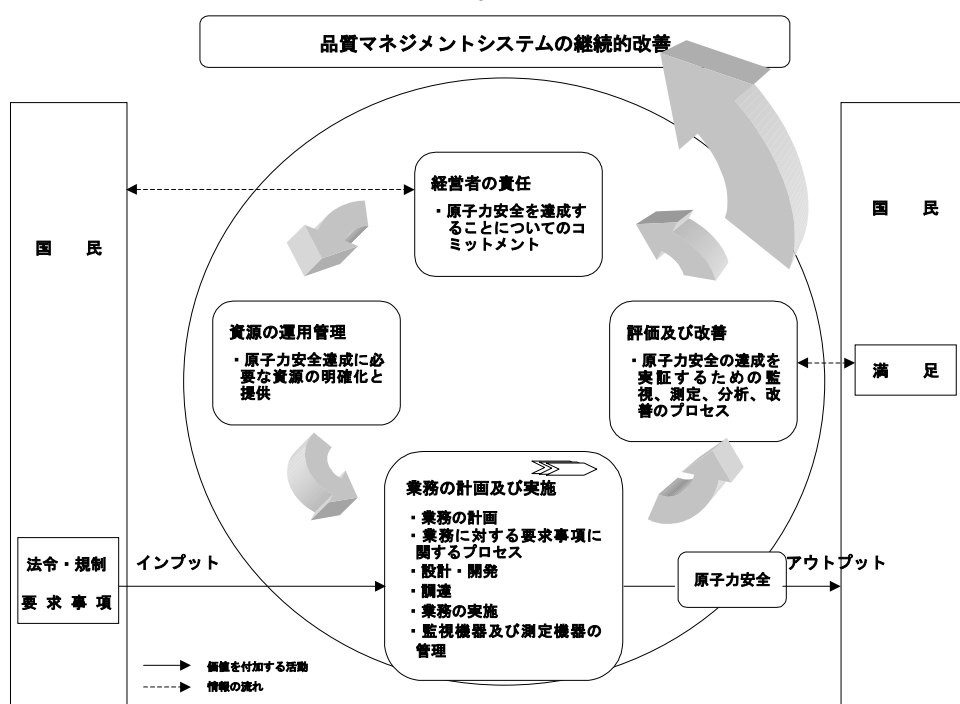 品質マネジメントシステムの継続的改善
国 民
経営者の責任
・原子力安全を達成す
ることについてのコ
ミットメント
国 民
資源の運用管理
・原子力安全達成に必
要な資源の明確化と
提供
評価及び改善
・原子力安全の達成を
実証するための監
視、測定、分析、改
善のプロセス
満 足
業務の計画及び実施
・業務の計画
・業務に対する要求事項に
関するプロセス
・設計・開発
・調達
・業務の実施
・監視機器及び測定機器の
管理
法令・規制
要求事項
インプット
原子力安全
アウトプット
価値を付加する活動
情報の流れ